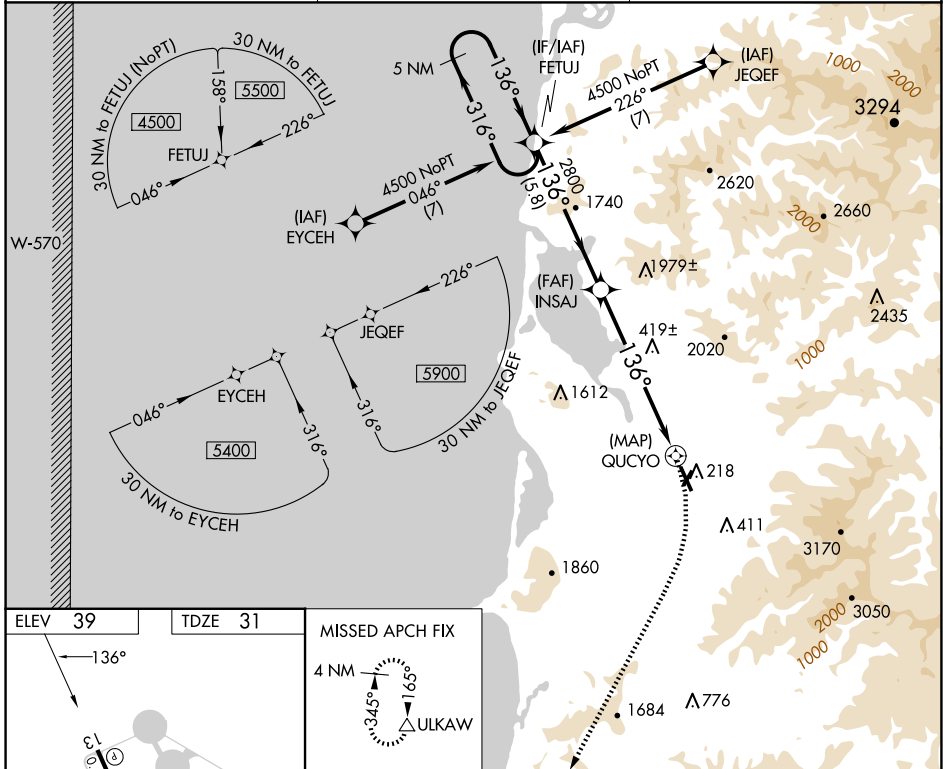 30 NM to FETUJ (NoPT)
30 NM to FETUJ
158°
5500
4500
226°
FETUJ
046°
5 NM
136°
316°
(IF/IAF)
FETUJ
4500 NoPT
226°
(7)
(IAF)
JEQEF
1000
2000
3294
4500 NoPT
046°
(7)
(IAF)
EYCEH
2800
136°
(5.8)
1740
2620
2660
2000
W-570
(FAF)
INSAJ
1979±
2435
419±
2020
1000
136°
1612
226°
JEQEF
5900
316°
30 NM to JEQEF
046°
EYCEH
5400
316°
30 NM to EYCEH
(MAP)
QUCYO
218
411
3170
1860
3050
2000
1000
776
1684
ELEV 39
TDZE 31
136°
13
P
MISSED APCH FIX
4 NM
345°
165°
ULKAW